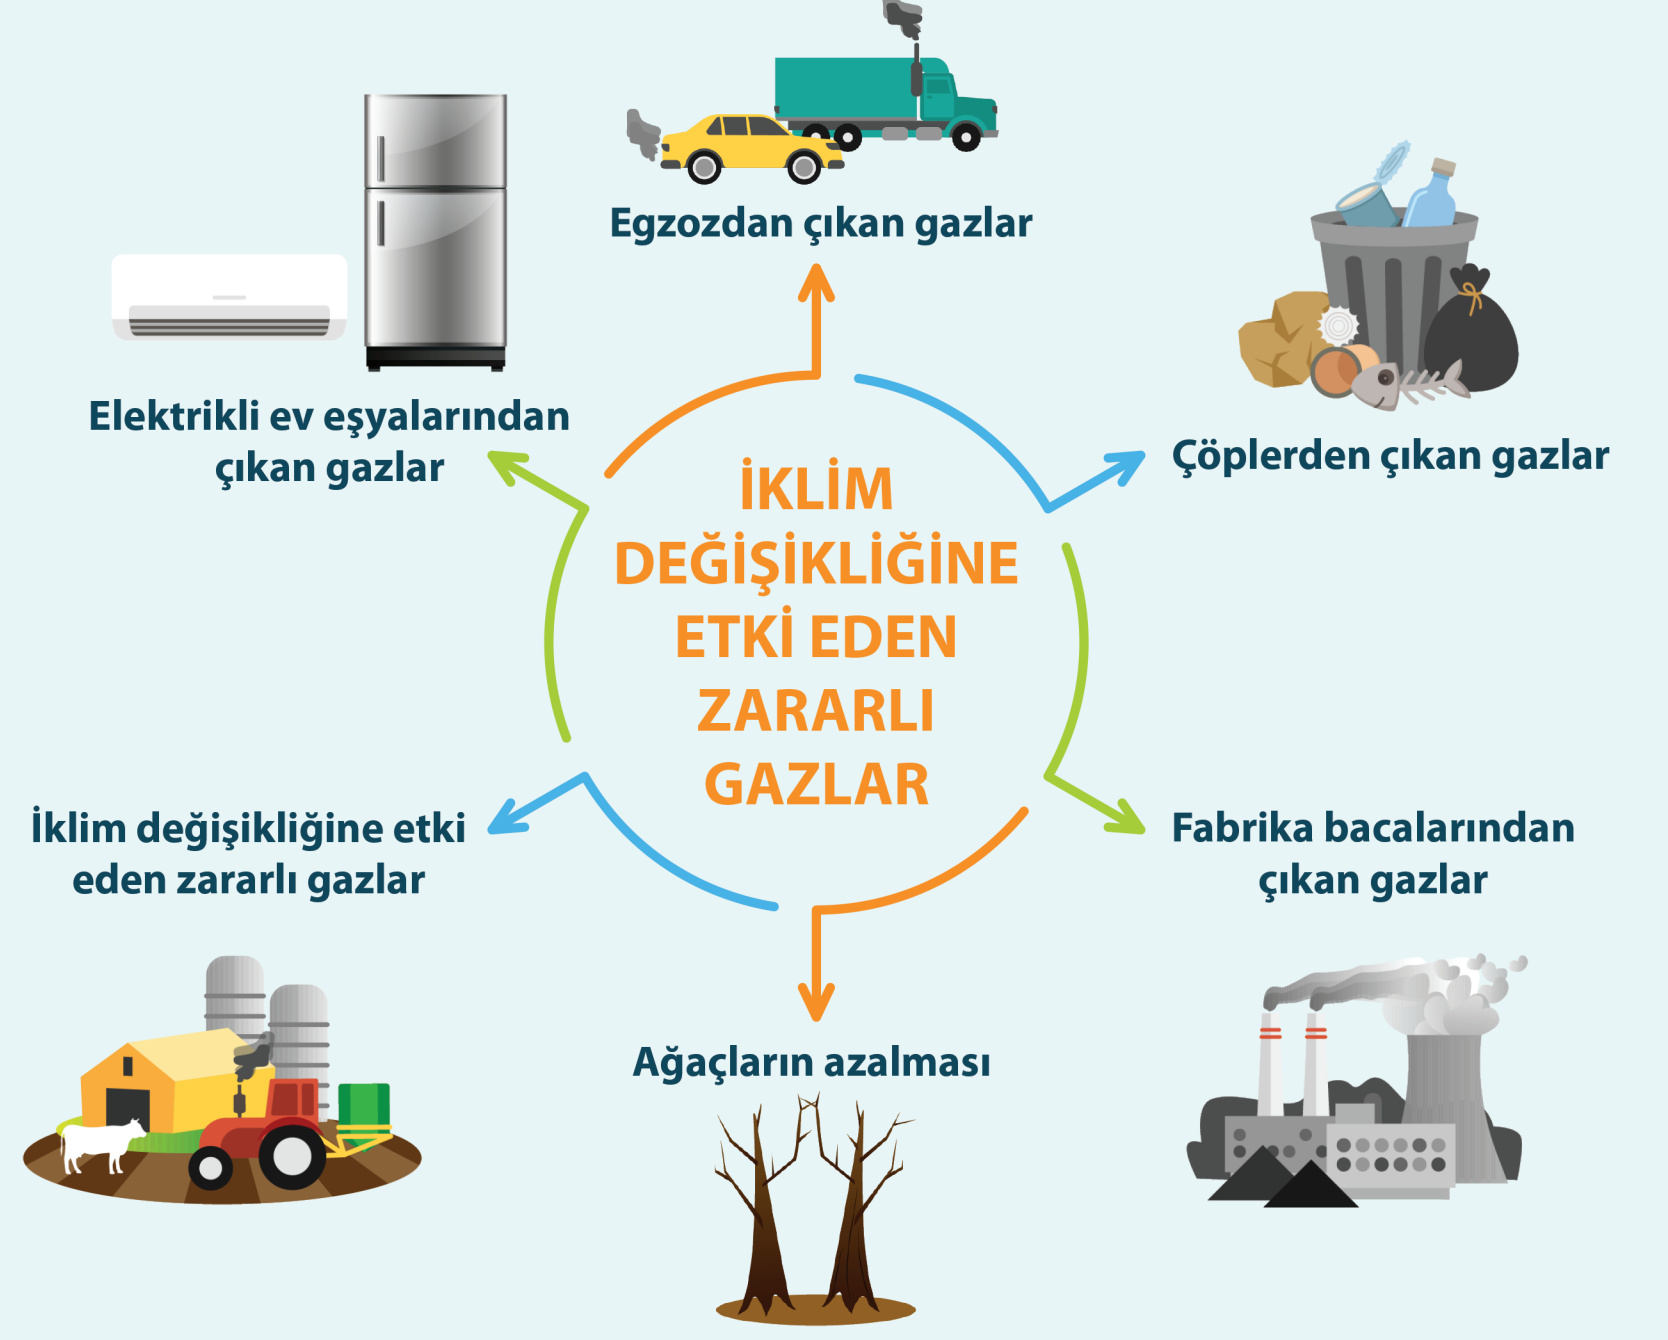 Egzozdan çıkan gazlar
Elektrikli ev eşyalarından
çıkan gazlar
Çöplerden çıkan gazlar
İKLİM
DEĞİŞİKLİĞİNE
ETKİ EDEN
ZARARLI
GAZLAR
İklim değişikliğine etki
eden zararlı gazlar
Fabrika bacalarından
çıkan gazlar
Ağaçların azalması